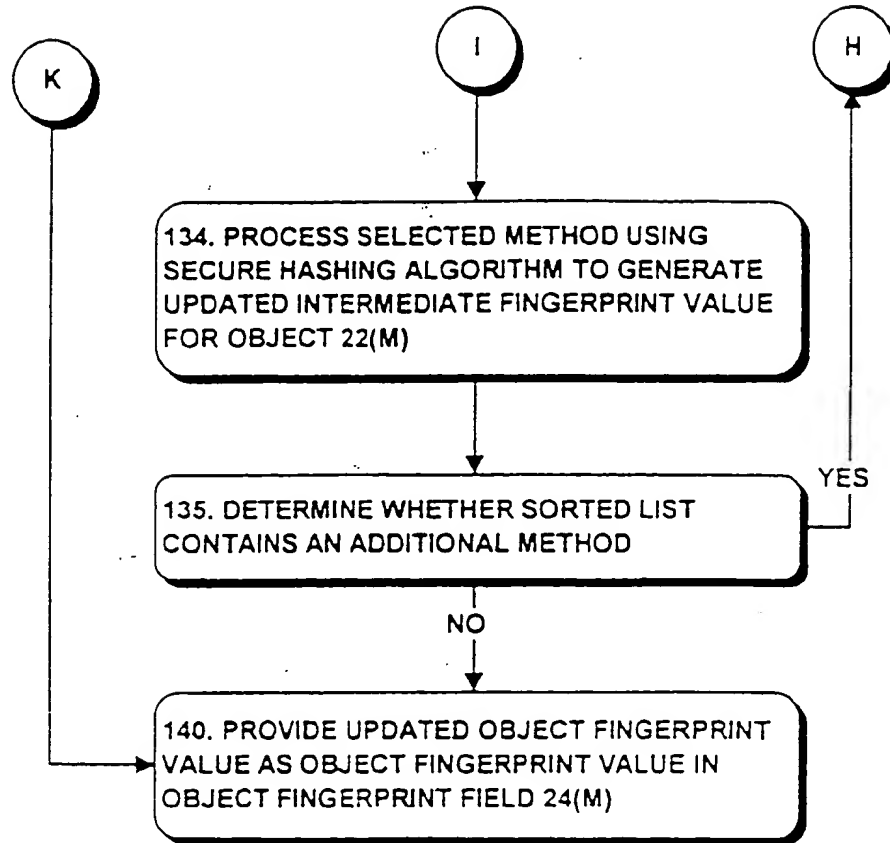 K
I
H
134. PROCESS SELECTED METHOD USING
SECURE HASHING ALGORITHM TO GENERATE
UPDATED INTERMEDIATE FINGERPRINT VALUE
FOR OBJECT 22(M)
YES
135. DETERMINE WHETHER SORTED LIST
CONTAINS AN ADDITIONAL METHOD
NO
140. PROVIDE UPDATED OBJECT FINGERPRINT
VALUE AS OBJECT FINGERPRINT VALUE IN
OBJECT FINGERPRINT FIELD 24(M)